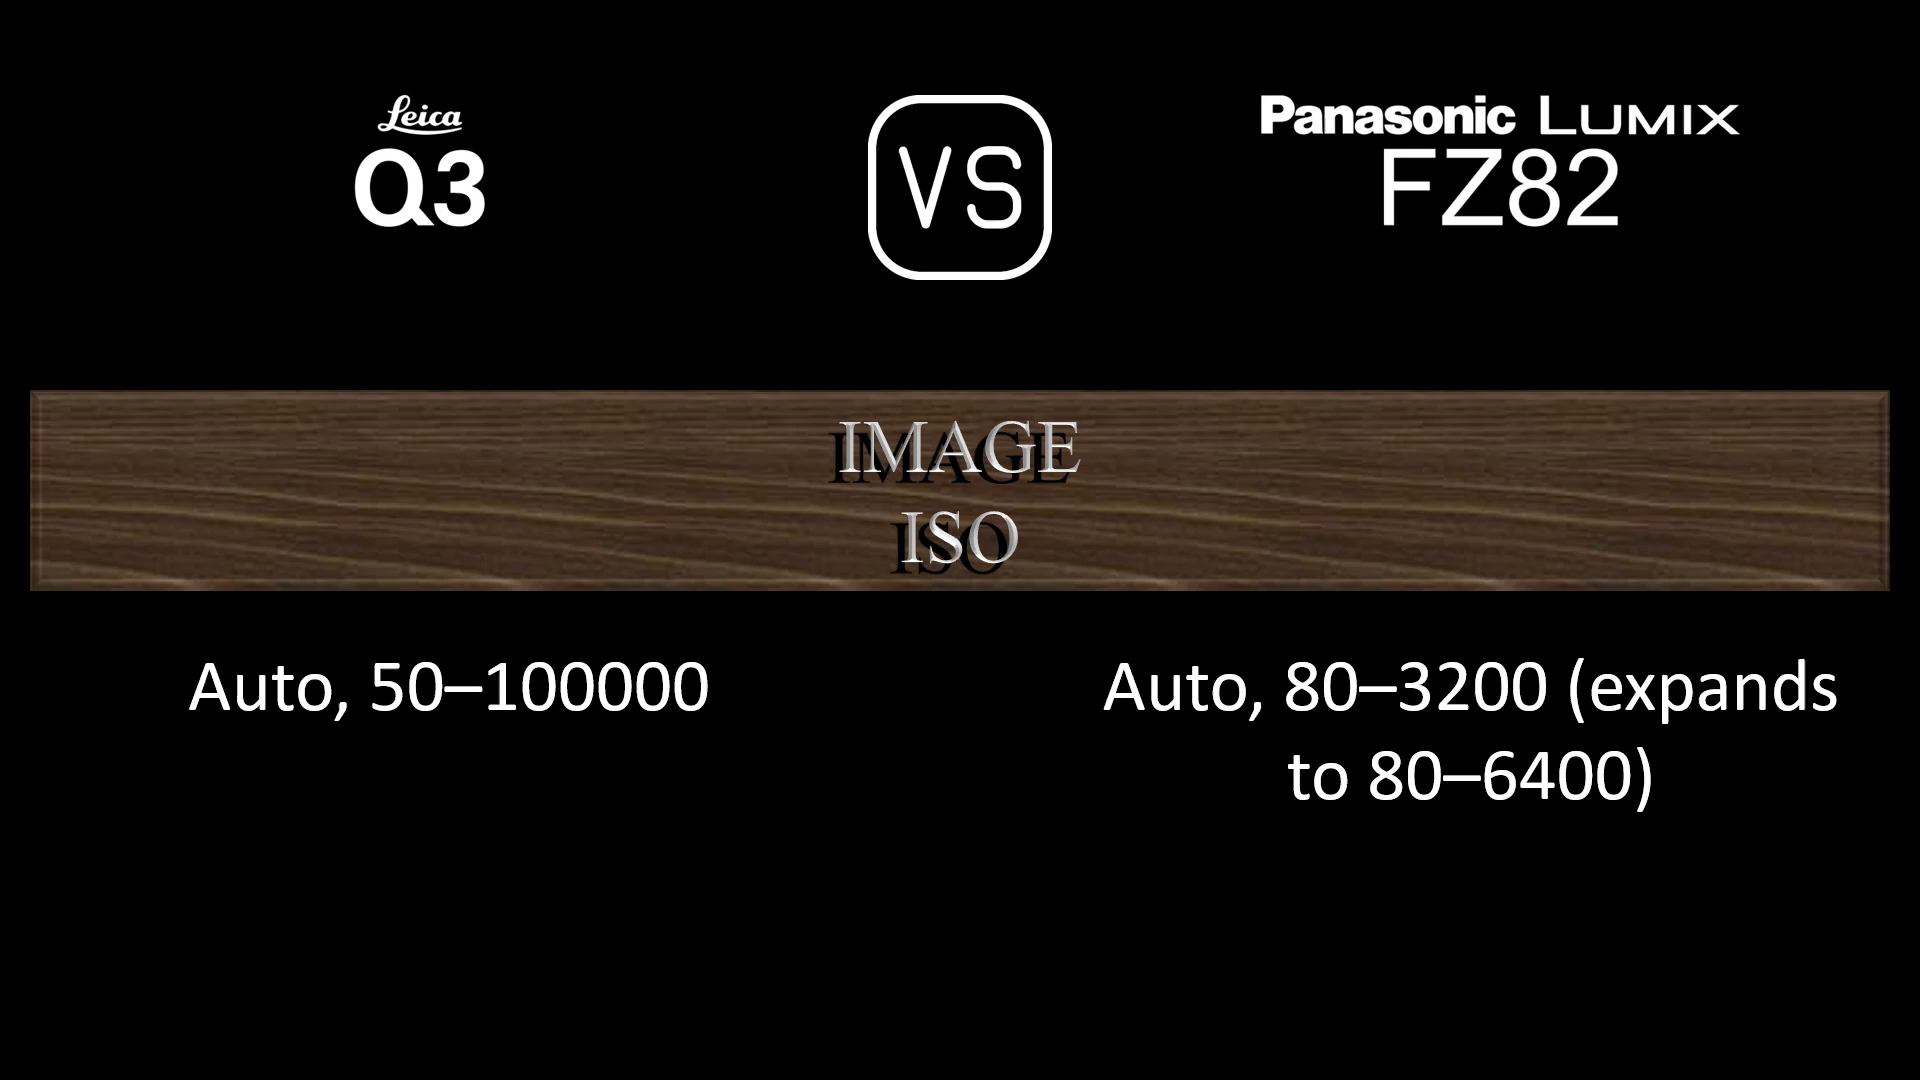 Leica
Q3
VS
Panasonic LUMIX
FZ82
IMAGE
ISO
Auto, 50–100000
Auto, 80–3200 (expands
to 80–6400)